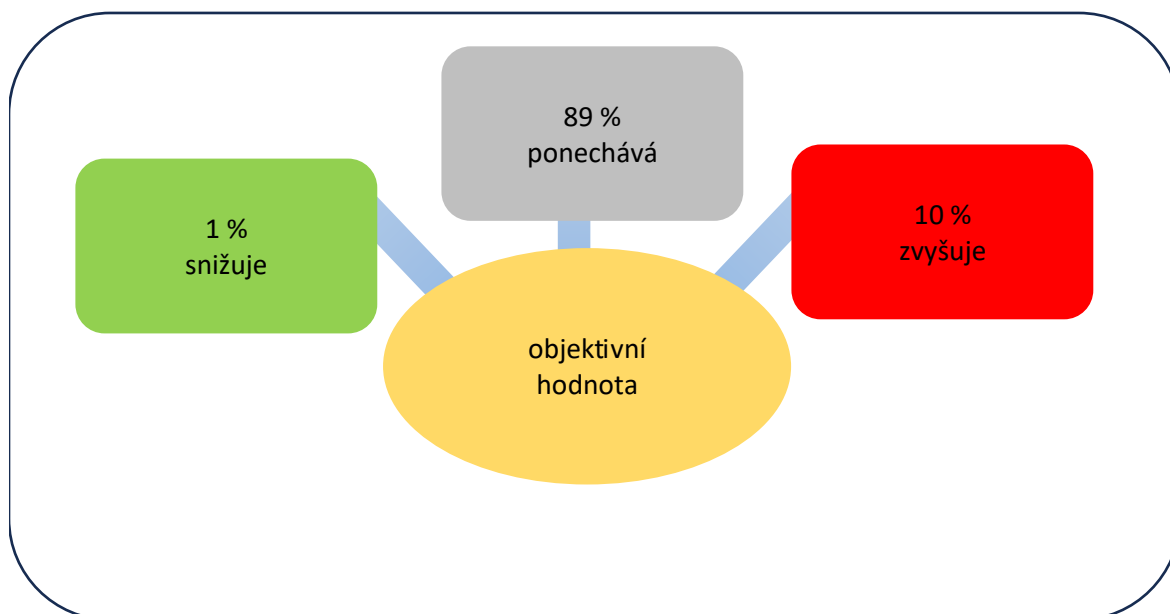 89 %
ponechává
1 %
snižuje
10 %
zvyšuje
objektivní
hodnota